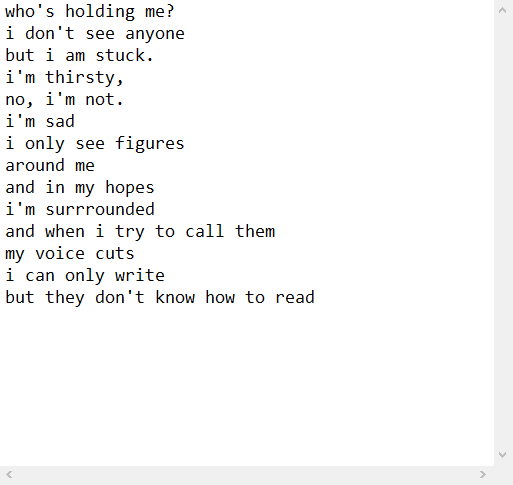 who's holding me?
i don't see anyone
but i am stuck.
i'm thirsty,
no, i'm not.
i'm sad
i only see figures
around me
and in my hopes
i'm surrrounded
and when i try to call them
my voice cuts
i can only write
but they don't know how to read